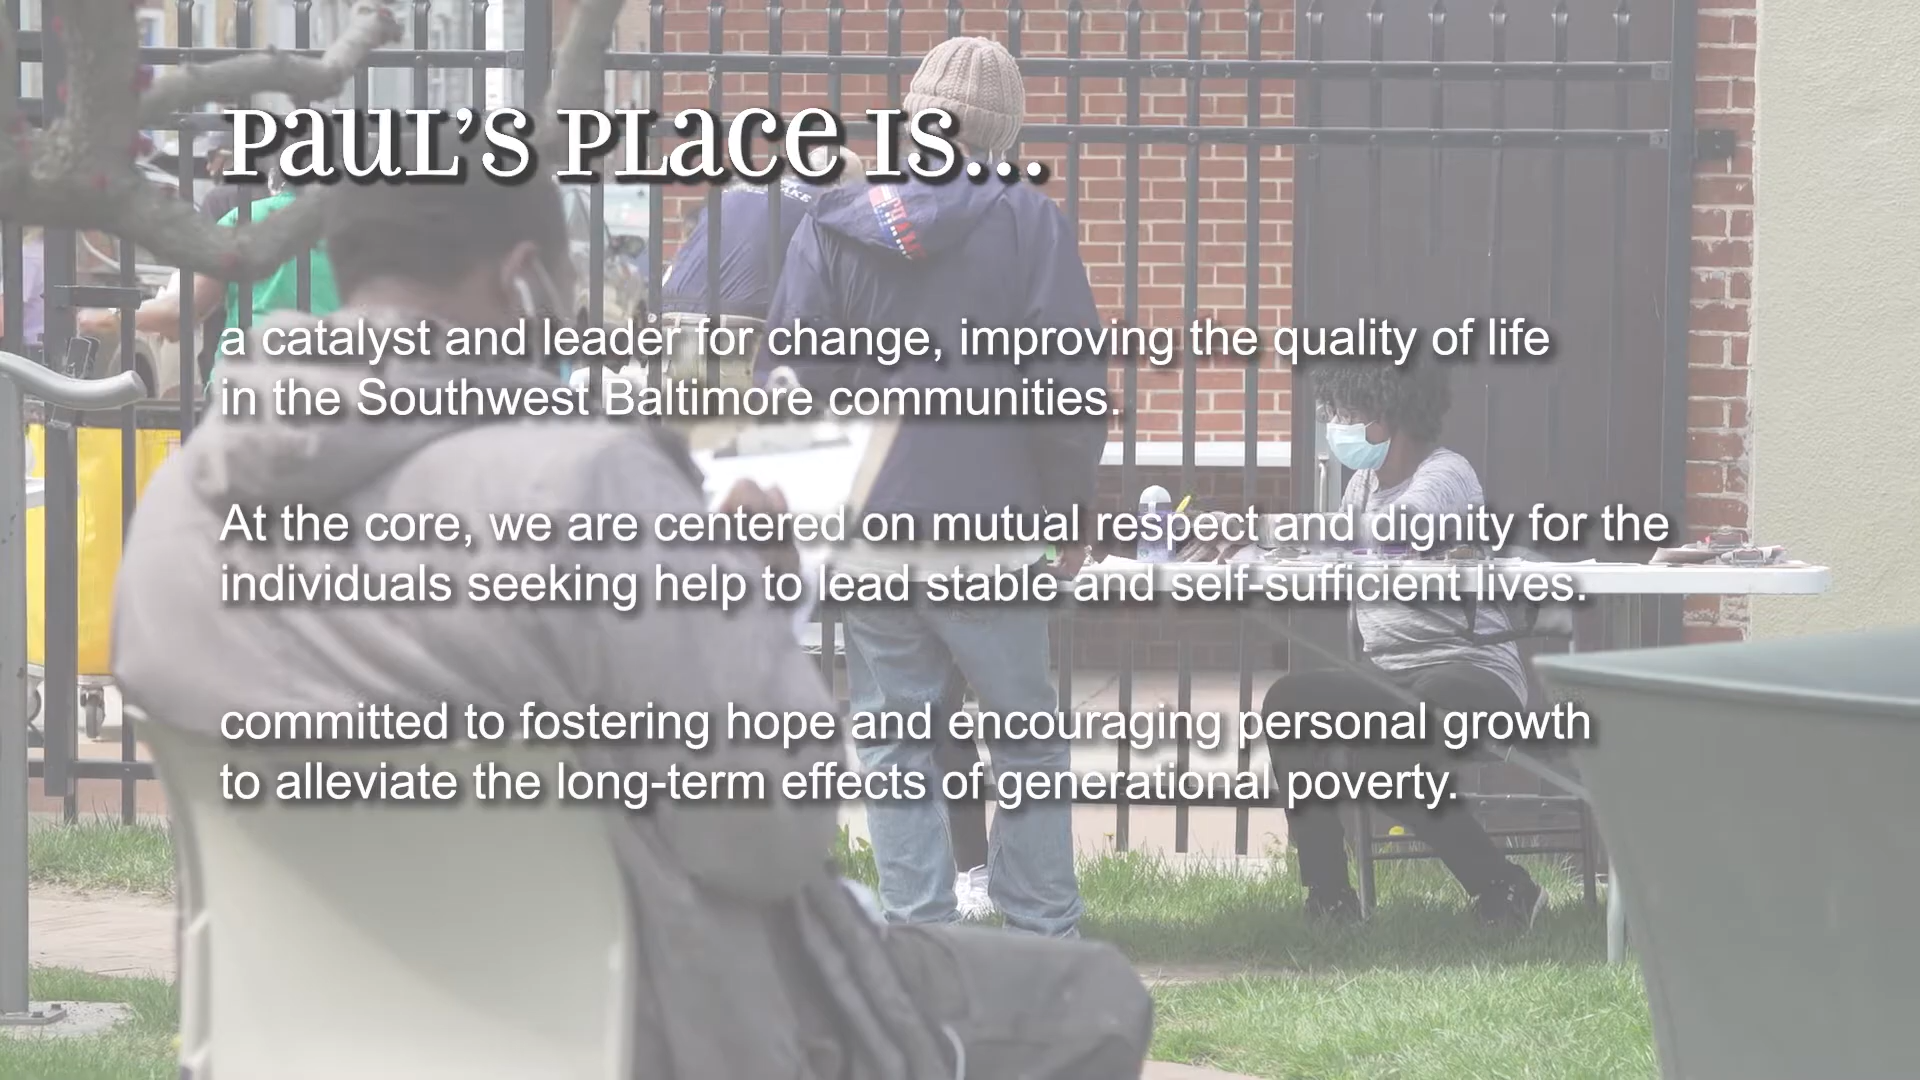 Paul's Place is...
a catalyst and leader for change, improving the quality of life
in the Southwest Baltimore communities.
At the core, we are centered on mutual respect and dignity for the
individuals seeking help to lead stable and self-sufficient lives.
committed to fostering hope and encouraging personal growth
to alleviate the long-term effects of generational poverty.